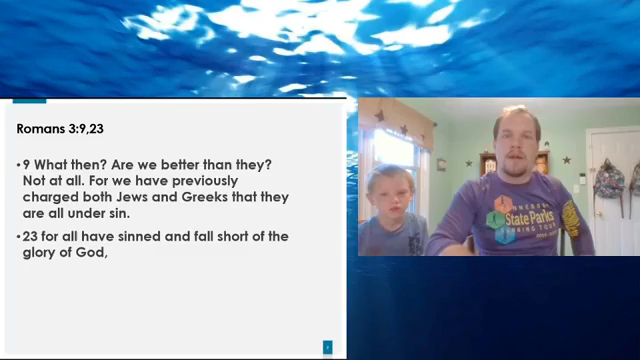 Romans 3:9,23
•9 What then? Are we better than they?
Not at all. For we have previously
charged both Jews and Greeks that they
are all under sin.
•23 for all have sinned and fall short of the
glory of God,
State Parks